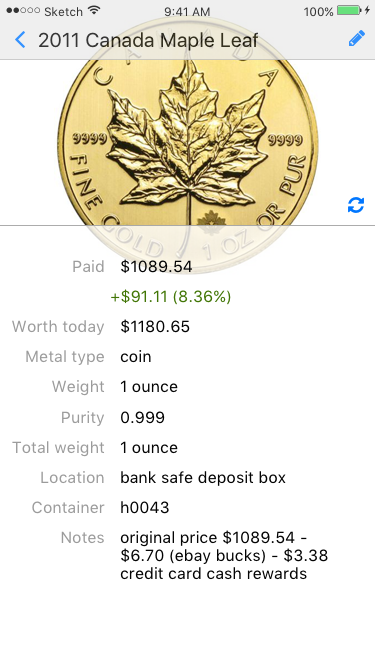 Sketch 9:41 AM 100%
2011 Canada Maple Leaf
C D A
9999 9999
FINE GOLD 1 OZ OR PUR
Paid $1089.54
+$91.11 (8.36%)
Worth today $1180.65
Metal type coin
Weight 1 ounce
Purity 0.999
Total weight 1 ounce
Location bank safe deposit box
Container h0043
Notes original price $1089.54 -
$6.70 (ebay bucks) - $3.38
credit card cash rewards